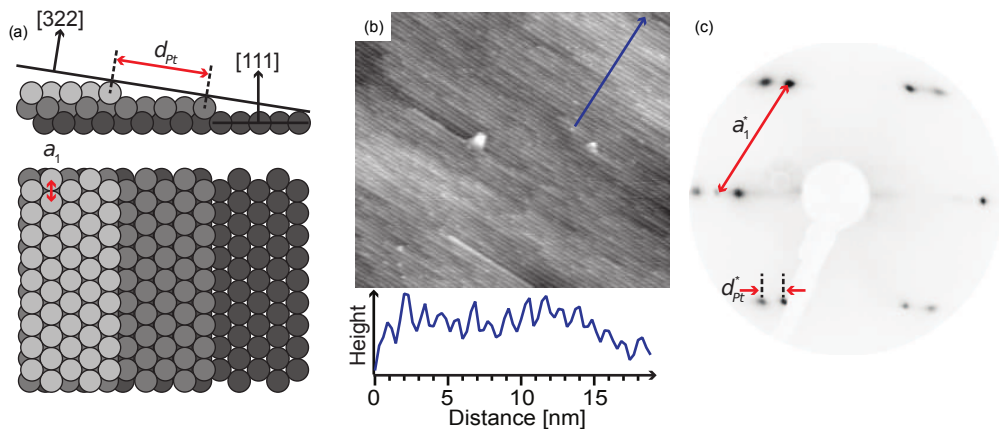 (a)
[322]
d_Pt
[111]
a_1
(b)
Height
0 5 10 15
Distance [nm]
(c)
a_1^*
d_Pt^*